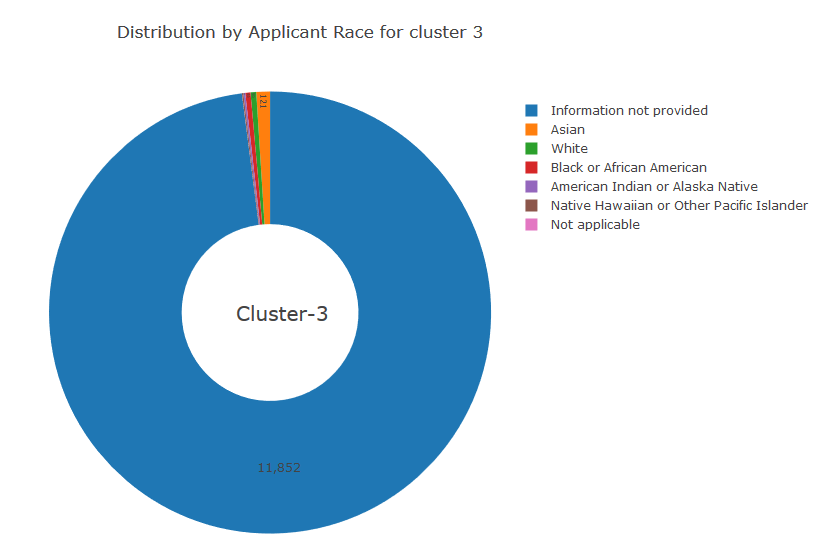 Distribution by Applicant Race for cluster 3
121
Information not provided
Asian
White
Black or African American
American Indian or Alaska Native
Native Hawaiian or Other Pacific Islander
Not applicable
Cluster-3
11,852